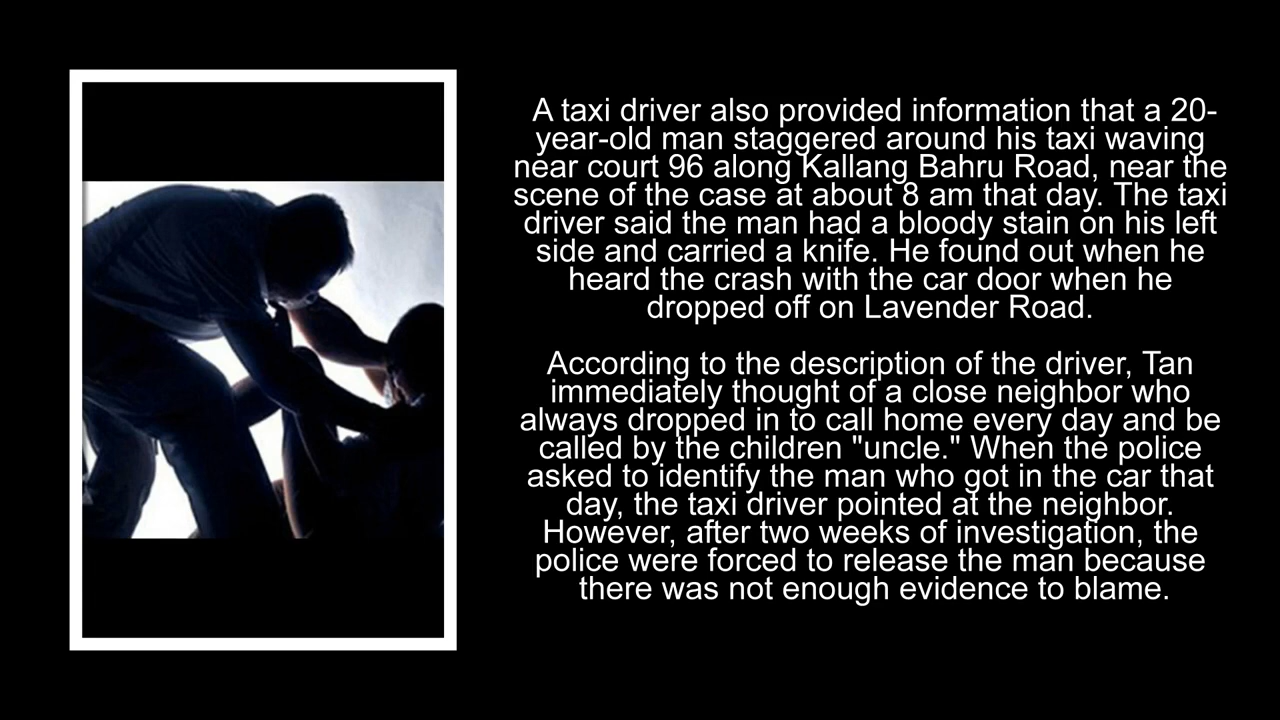 A taxi driver also provided information that a 20-
year-old man staggered around his taxi waving
near court 96 along Kallang Bahru Road, near the
scene of the case at about 8 am that day. The taxi
driver said the man had a bloody stain on his left
side and carried a knife. He found out when he
heard the crash with the car door when he
dropped off on Lavender Road.
According to the description of the driver, Tan
immediately thought of a close neighbor who
always dropped in to call home every day and be
called by the children "uncle." When the police
asked to identify the man who got in the car that
day, the taxi driver pointed at the neighbor.
However, after two weeks of investigation, the
police were forced to release the man because
there was not enough evidence to blame.